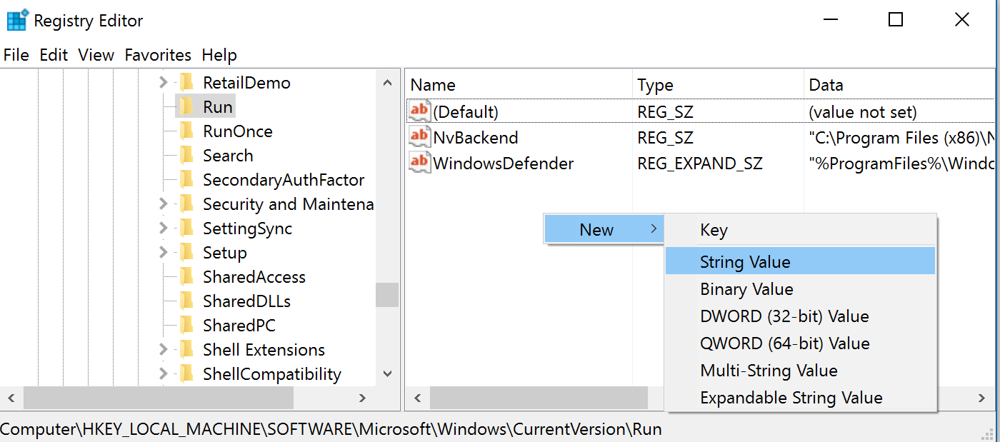 Registry Editor
File Edit View Favorites Help
RetailDemo
Run
RunOnce
Search
SecondaryAuthFactor
Security and Maintena
SettingSync
Setup
SharedAccess
SharedDLLs
SharedPC
Shell Extensions
ShellCompatibility
Name Type Data
ab (Default) REG_SZ (value not set)
ab NvBackend REG_SZ "C:\Program Files (x86)\N
ab WindowsDefender REG_EXPAND_SZ "%ProgramFiles%\Windo
New
Key
String Value
Binary Value
DWORD (32-bit) Value
QWORD (64-bit) Value
Multi-String Value
Expandable String Value
Computer\HKEY_LOCAL_MACHINE\SOFTWARE\Microsoft\Windows\CurrentVersion\Run